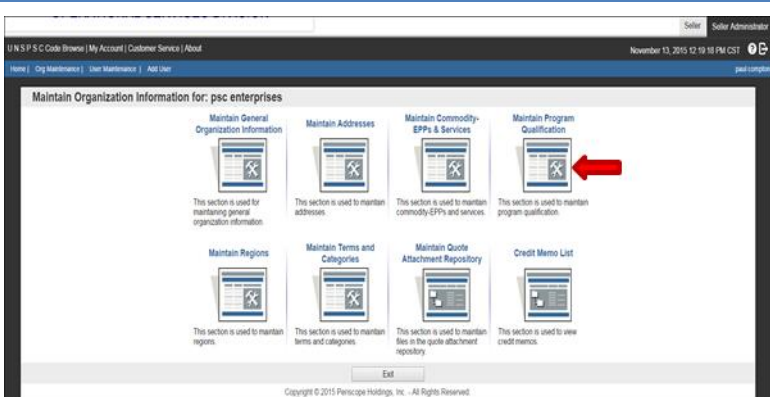 OPERATIONAL SERVICES DIVISION
Seller Seller Administrator
U N S P S C Code Browse | My Account | Customer Service | About
November 13, 2015 12:19:18 PM CST
Home | Org Maintenance | User Maintenance | Add User
paul compton
Maintain Organization Information for: psc enterprises
Maintain General
Organization Information
Maintain Addresses
Maintain Commodity-
EPPs & Services
Maintain Program
Qualification
This section is used for
maintaining general
organization information.
This section is used to maintain
addresses.
This section is used to maintain
commodity-EPPs and services.
This section is used to maintain
program qualification.
Maintain Regions
Maintain Terms and
Categories
Maintain Quote
Attachment Repository
Credit Memo List
This section is used to maintain
regions.
This section is used to maintain
terms and categories.
This section is used to maintain
files in the quote attachment
repository.
This section is used to view
credit memos.
Exit
Copyright © 2015 Periscope Holdings, Inc. - All Rights Reserved.